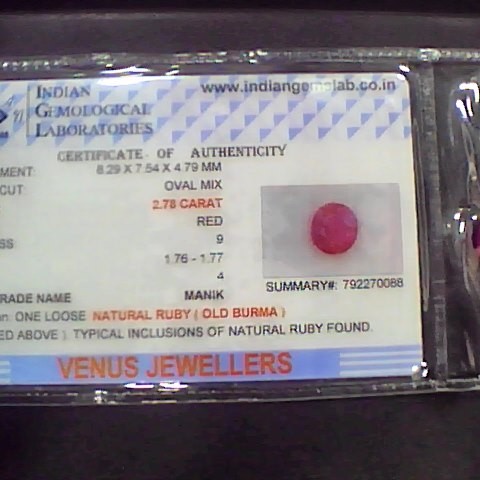 INDIAN
GEMOLOGICAL
LABORATORIES
www.indiangemslab.co.in
CERTIFICATE OF AUTHENTICITY
MENT: 8.29 X 7.54 X 4.79 MM
CUT: OVAL MIX
2.78 CARAT
RED
SS 9
1.76 - 1.77
4
SUMMARY#: 792270088
RADE NAME MANIK
n: ONE LOOSE NATURAL RUBY ( OLD BURMA )
ED ABOVE ) TYPICAL INCLUSIONS OF NATURAL RUBY FOUND.
VENUS JEWELLERS